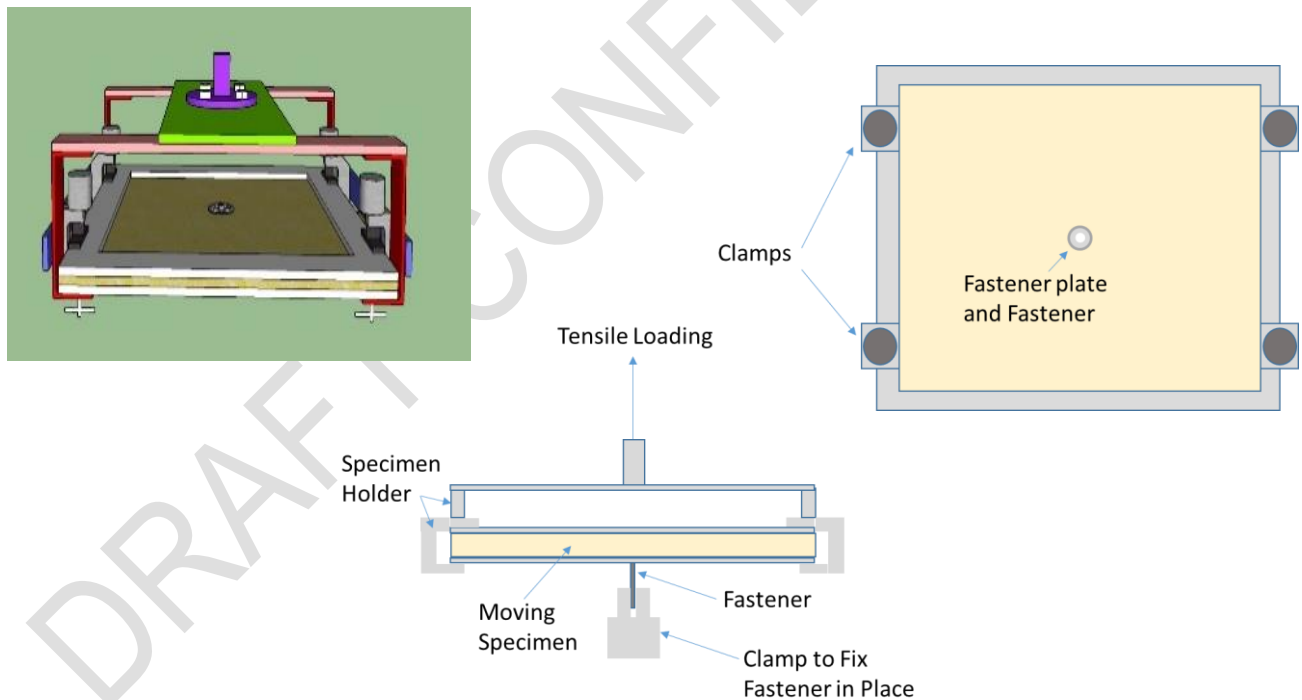 DRAFT CONFI
Clamps
Fastener plate
and Fastener
Tensile Loading
Specimen
Holder
Moving
Specimen
Fastener
Clamp to Fix
Fastener in Place